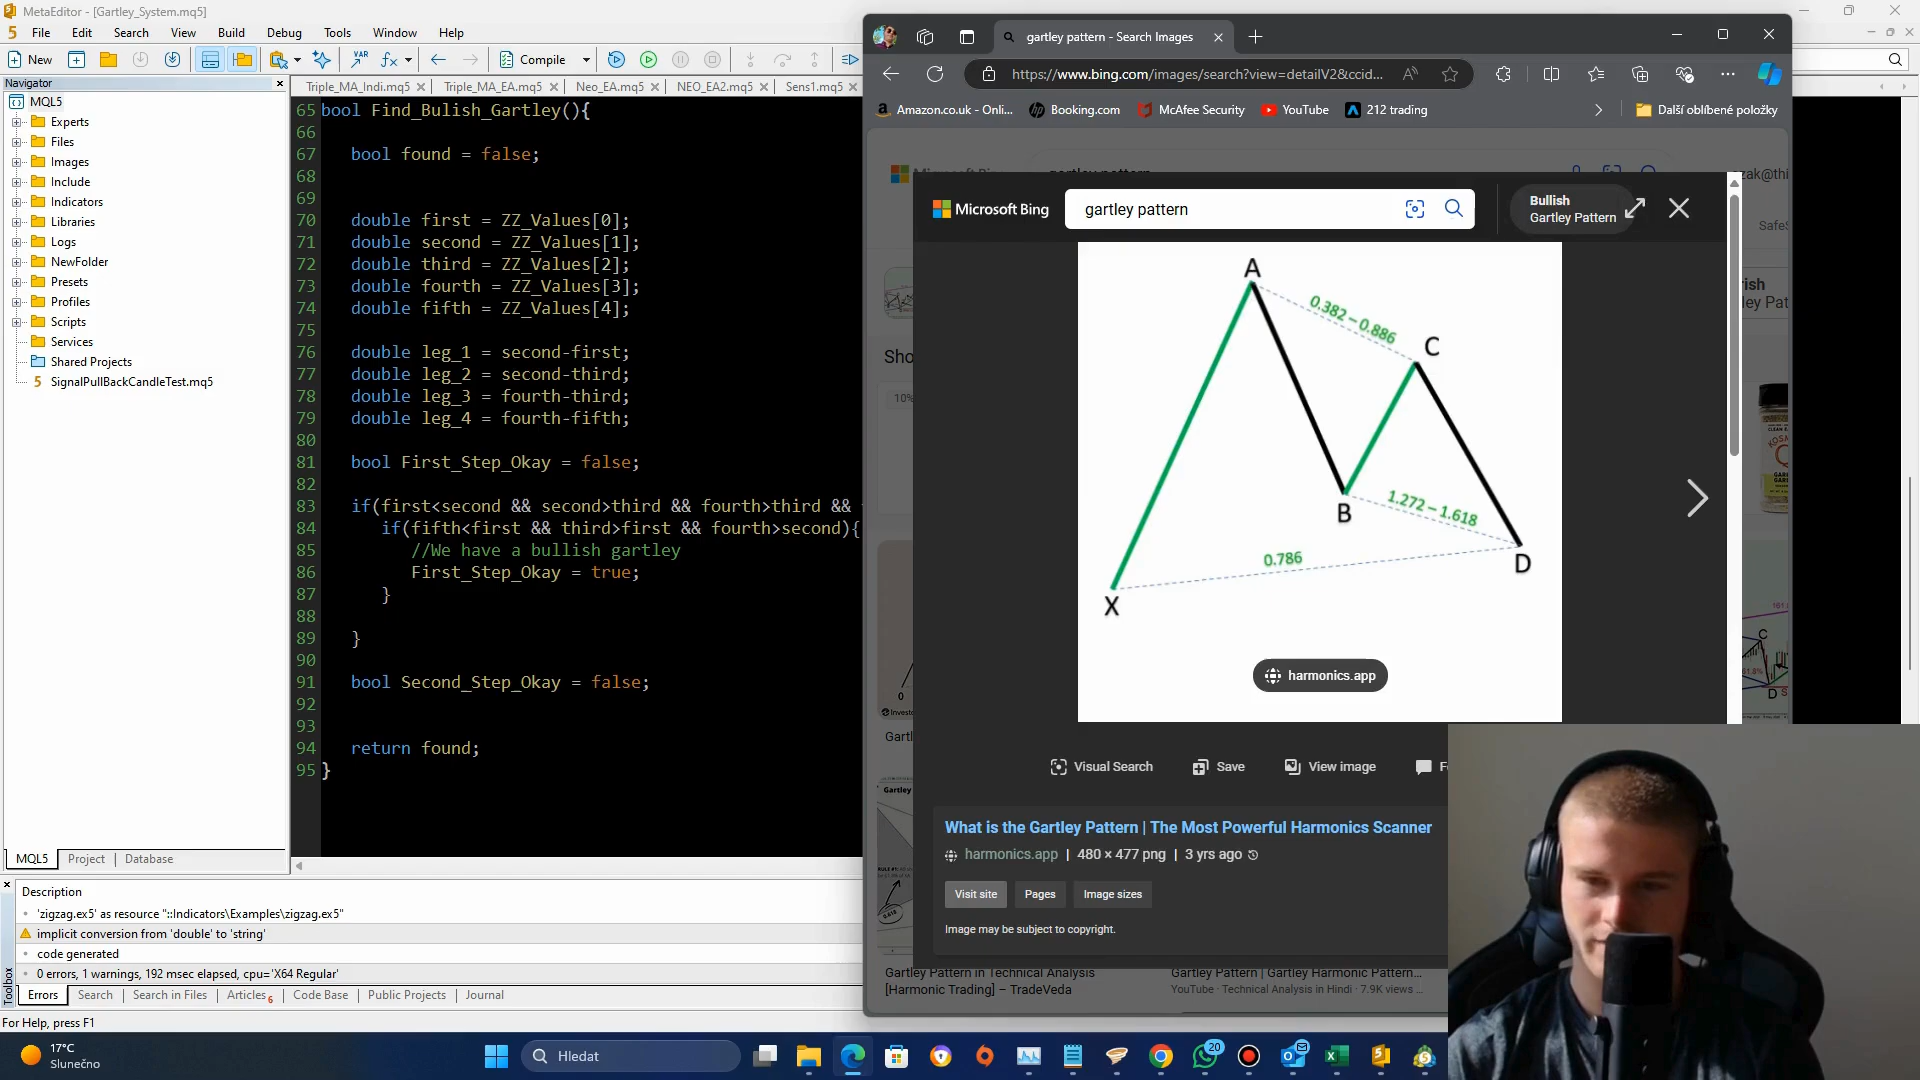 MetaEditor - [Gartley_System.mq5]
File Edit Search View Build Debug Tools Window Help
New
Compile
Navigator
MQL5
Experts
Files
Images
Include
Indicators
Libraries
Logs
NewFolder
Presets
Profiles
Scripts
Services
Shared Projects
SignalPullBackCandleTest.mq5
MQL5 Project Database
Triple_MA_Indi.mq5 Triple_MA_EA.mq5 Neo_EA.mq5 NEO_EA2.mq5 Sens1.mq5
65 bool Find_Bullish_Gartley(){
66
67 bool found = false;
68
69
70 double first = ZZ_Values[0];
71 double second = ZZ_Values[1];
72 double third = ZZ_Values[2];
73 double fourth = ZZ_Values[3];
74 double fifth = ZZ_Values[4];
75
76 double leg_1 = second-first;
77 double leg_2 = second-third;
78 double leg_3 = fourth-third;
79 double leg_4 = fourth-fifth;
80
81 bool First_Step_Okay = false;
82
83 if(first<second && second>third && fourth>third &&
84 if(fifth<first && third>first && fourth>second){
85 //We have a bullish gartley
86 First_Step_Okay = true;
87 }
88
89 }
90
91 bool Second_Step_Okay = false;
92
93
94 return found;
95 }
gartley pattern - Search Images
https://www.bing.com/images/search?view=detailV2&ccid...
Amazon.co.uk - Onli... Booking.com McAfee Security YouTube 212 trading Další oblíbené položky
Microsoft Bing
gartley pattern
Bullish
Gartley Pattern
A
0.382 – 0.886
C
B
1.272 – 1.618
0.786
D
X
harmonics.app
Visual Search Save View image
What is the Gartley Pattern | The Most Powerful Harmonics Scanner
harmonics.app | 480 × 477 png | 3 yrs ago
Visit site Pages Image sizes
Image may be subject to copyright.
Gartley Pattern in Technical Analysis
[Harmonic Trading] – TradeVeda
Gartley Pattern | Gartley Harmonic Pattern...
YouTube · Technical Analysis in Hindi · 7.9K views ...
Toolbox
Description
'zigzag.ex5' as resource "::Indicators\Examples\zigzag.ex5"
implicit conversion from 'double' to 'string'
code generated
0 errors, 1 warnings, 192 msec elapsed, cpu='X64 Regular'
Errors Search Search in Files Articles 6 Code Base Public Projects Journal
For Help, press F1
17°C
Slunečno
Hledat
20